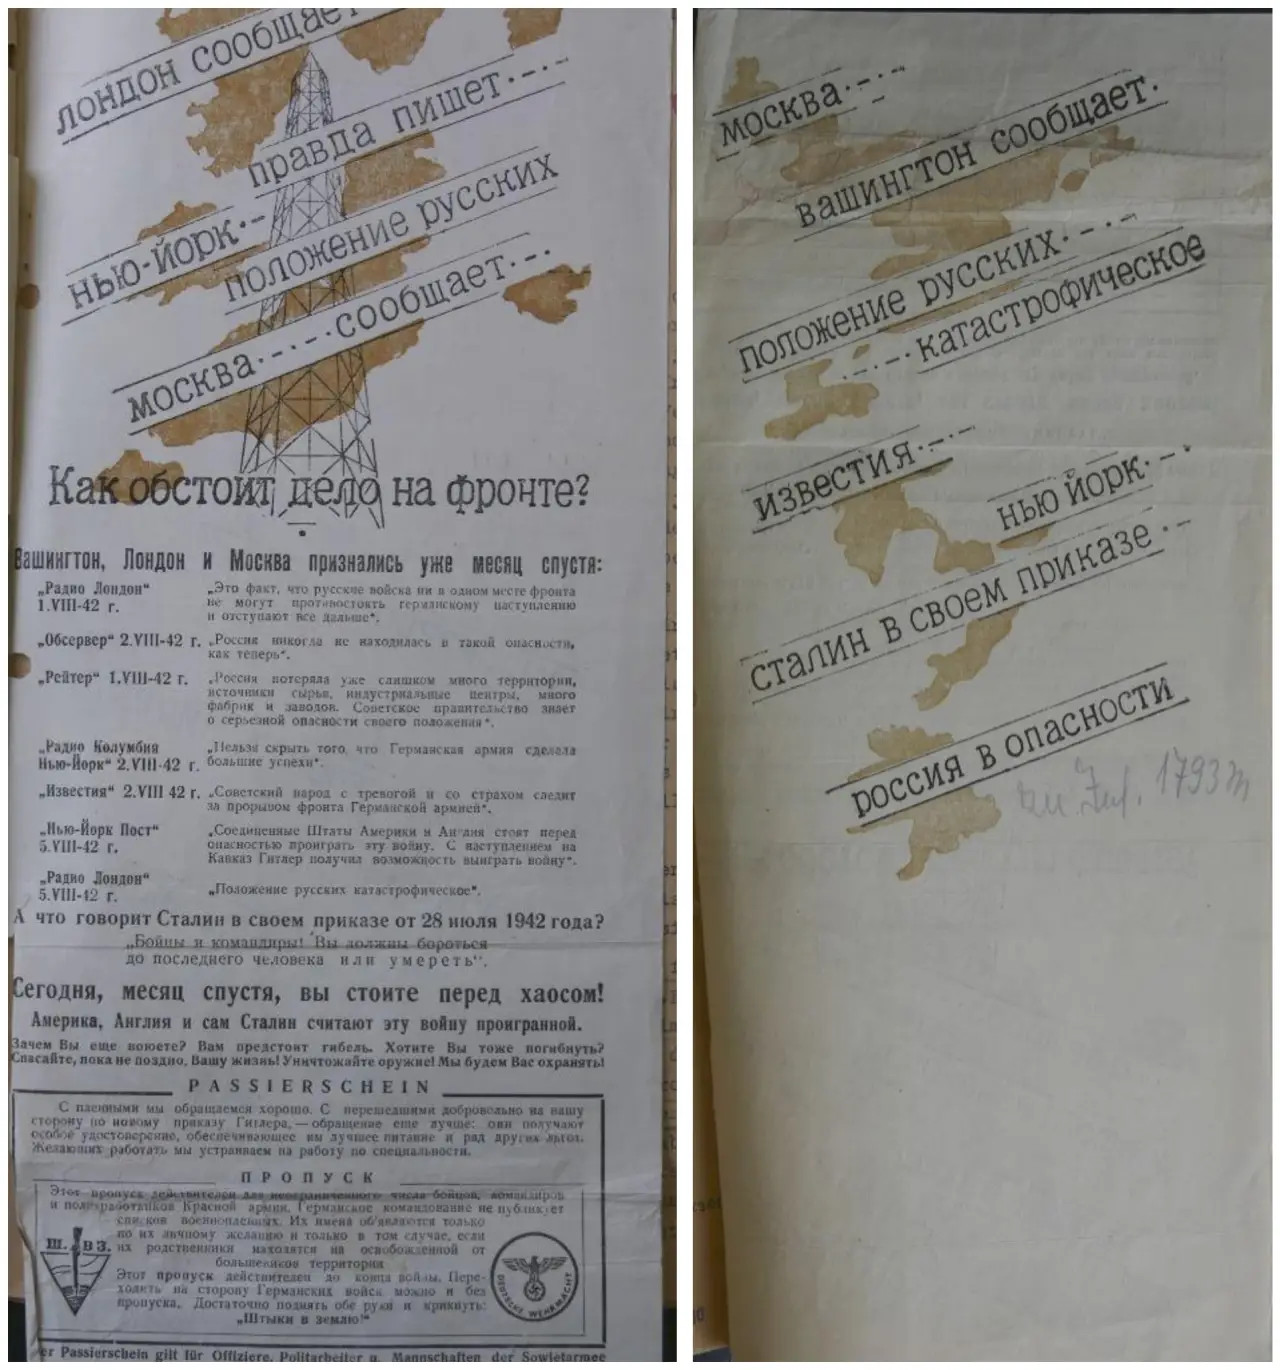 лондон сообщает
правда пишет....
нью-йорк..-
положение русских
москва..-.-.сообщает...
Как обстоит дело на фронте?
Вашингтон, Лондон и Москва признались уже месяц спустя:
„Радио Лондон“
1.VIII-42 г.
„Это факт, что русские войска ни в одном месте фронта
не могут противостоять германскому наступлению
и отступают все дальше“.
„Обсервер“ 2.VIII-42 г.
„Россия никогда не находилась в такой опасности,
как теперь“.
„Рейтер“ 1.VIII-42 г.
„Россия потеряла уже слишком много территории,
источники сырья, индустриальные центры, много
фабрик и заводов. Советское правительство знает
о серьезной опасности своего положения“.
„Радио Колумбия
Нью-Йорк“ 2.VIII-42 г.
„Нельзя скрыть того, что Германская армия сделала
большие успехи“.
„Известия“ 2.VIII 42 г.
„Советский народ с тревогой и со страхом следит
за прорывом фронта Германской армией“.
„Нью-Йорк Пост“
5.VIII-42 г.
„Соединенные Штаты Америки и Англия стоят перед
опасностью проиграть эту войну. С наступлением на
Кавказ Гитлер получил возможность выиграть войну“.
„Радио Лондон“
5.VIII-42 г.
„Положение русских катастрофическое“.
А что говорит Сталин в своем приказе от 28 июля 1942 года?
„Бойцы и командиры! Вы должны бороться
до последнего человека или умереть“.
Сегодня, месяц спустя, вы стоите перед хаосом!
Америка, Англия и сам Сталин считают эту войну проигранной.
Зачем Вы еще воюете? Вам предстоит гибель. Хотите Вы тоже погибнуть?
Спасайте, пока не поздно, Вашу жизнь! Уничтожайте оружие! Мы будем Вас охранять!
PASSIERSCHEIN
С пленными мы обращаемся хорошо. С перешедшими добровольно на нашу
сторону по новому приказу Гитлера, — обращение еще лучше: они получают
особое удостоверение, обеспечивающее им лучшее питание и ряд других льгот.
Желающих работать мы устраиваем на работу по специальности.
ПРОПУСК
Этот пропуск действителен для неограниченного числа бойцов, командиров
и политработников Красной армии. Германское командование не публикует
списков военнопленных. Их имена об'являются только
по их личному желанию и только в том случае, если
их родственники находятся на освобожденной от
большевиков территории
Этот пропуск действителен до конца войны. Пере-
ходить на сторону Германских войск можно и без
пропуска. Достаточно поднять обе руки и крикнуть:
„Штыки в землю!“
Ш. В З.
DEUTSCHE WEHRMACHT
er Passierschein gilt für Offiziere, Politarbeiter u. Mannschaften der Sowjetarmee
москва..-.-
вашингтон сообщает.
положение русских.-.-
-.-.катастрофическое
известия.-.-
нью йорк.-.
сталин в своем приказе .-
россия в опасности
1793